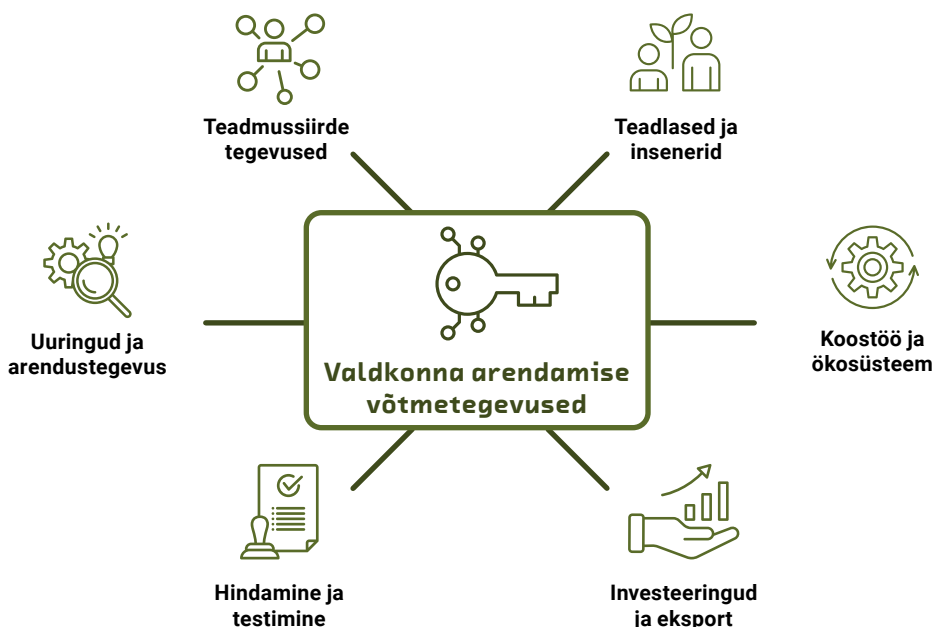 Teadmussiirde
tegevused
Teadlased ja
insenerid
Uuringud ja
arendustegevus
Valdkonna arendamise
võtmetegevused
Koostöö ja
ökosüsteem
Hindamine ja
testimine
Investeeringud
ja eksport